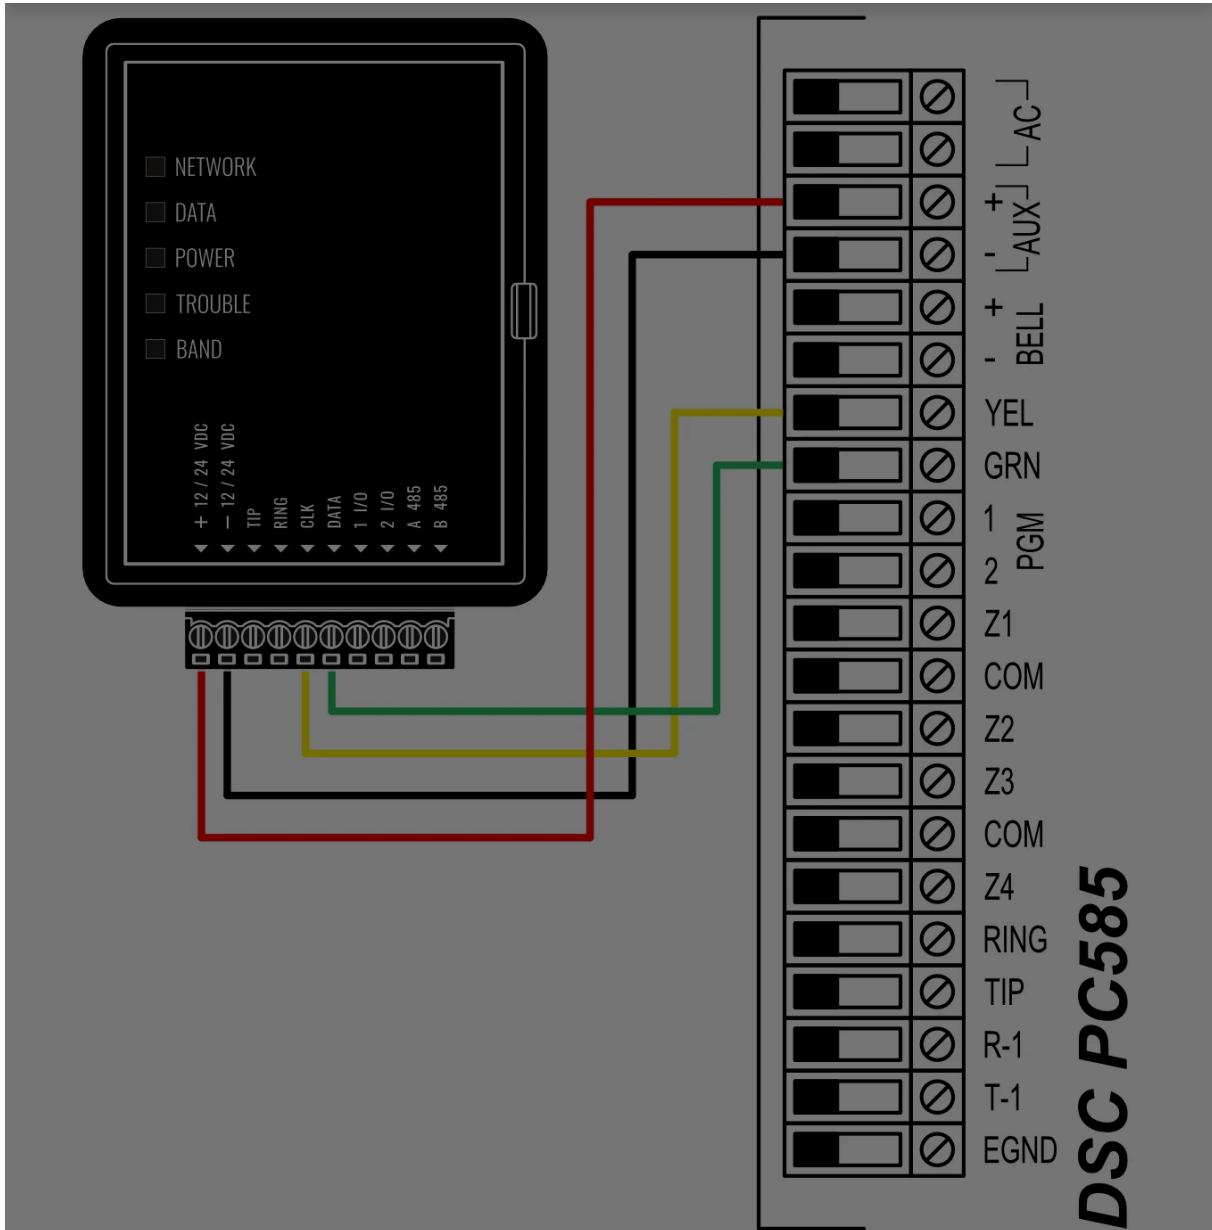 NETWORK
DATA
POWER
TROUBLE
BAND
+ 12 / 24 VDC
- 12 / 24 VDC
TIP
RING
CLK
DATA
1 I/O
2 I/O
A 485
B 485
AC
+
-
AUX
+
-
BELL
YEL
GRN
1
2
PGM
Z1
COM
Z2
Z3
COM
Z4
RING
TIP
R-1
T-1
EGND
DSC PC585